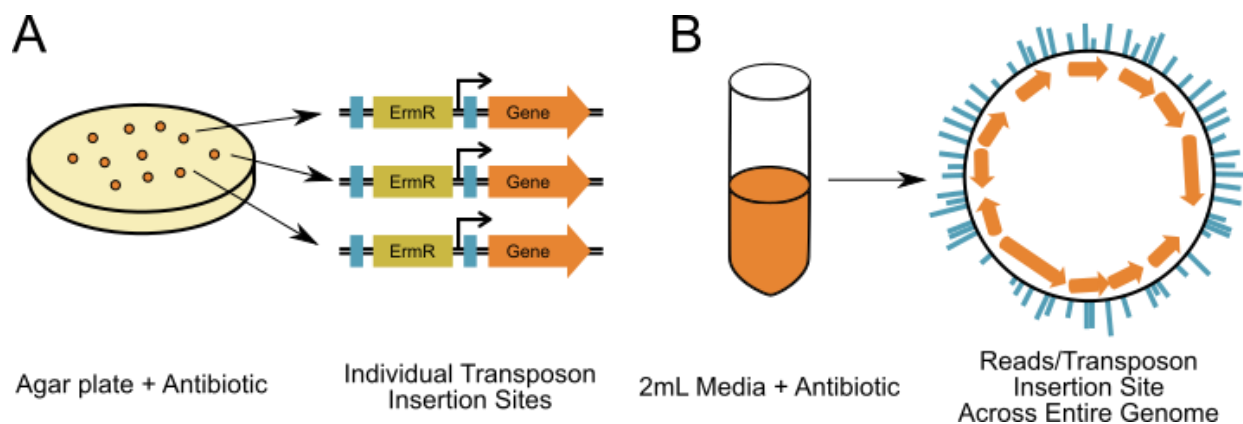 A
B
ErmR
Gene
ErmR
Gene
ErmR
Gene
Agar plate + Antibiotic
Individual Transposon
Insertion Sites
2mL Media + Antibiotic
Reads/Transposon
Insertion Site
Across Entire Genome